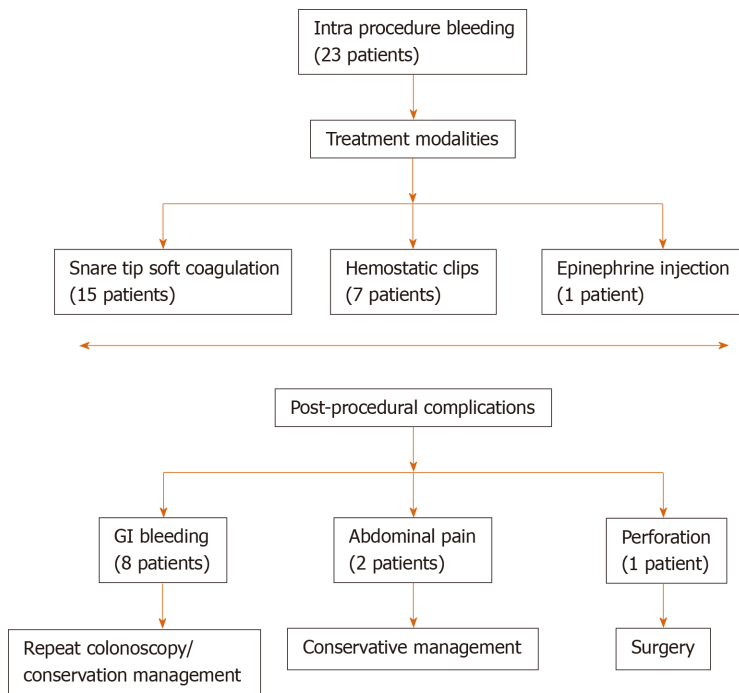 Intra procedure bleeding
(23 patients)
Treatment modalities
Snare tip soft coagulation
(15 patients)
Hemostatic clips
(7 patients)
Epinephrine injection
(1 patient)
Post-procedural complications
GI bleeding
(8 patients)
Abdominal pain
(2 patients)
Perforation
(1 patient)
Repeat colonoscopy/
conservation management
Conservative management
Surgery